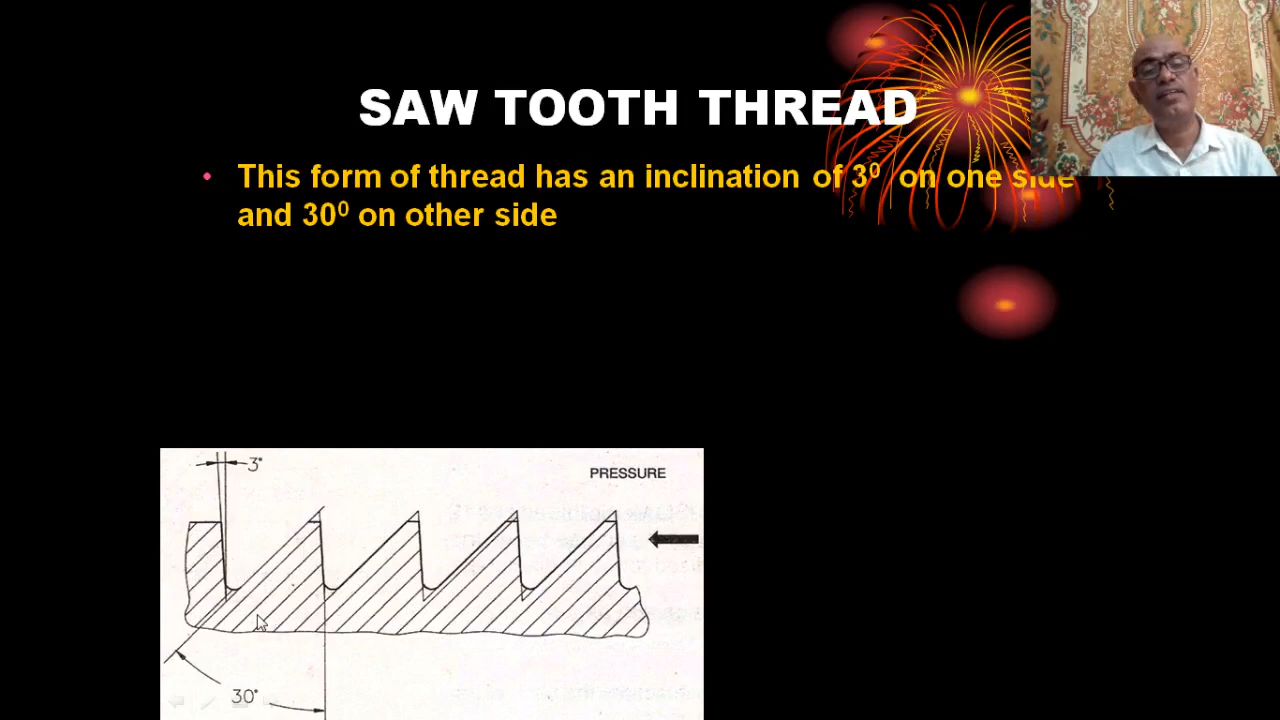 SAW TOOTH THREAD
• This form of thread has an inclination of 3⁰ on one side
and 30⁰ on other side
3°
PRESSURE
30°